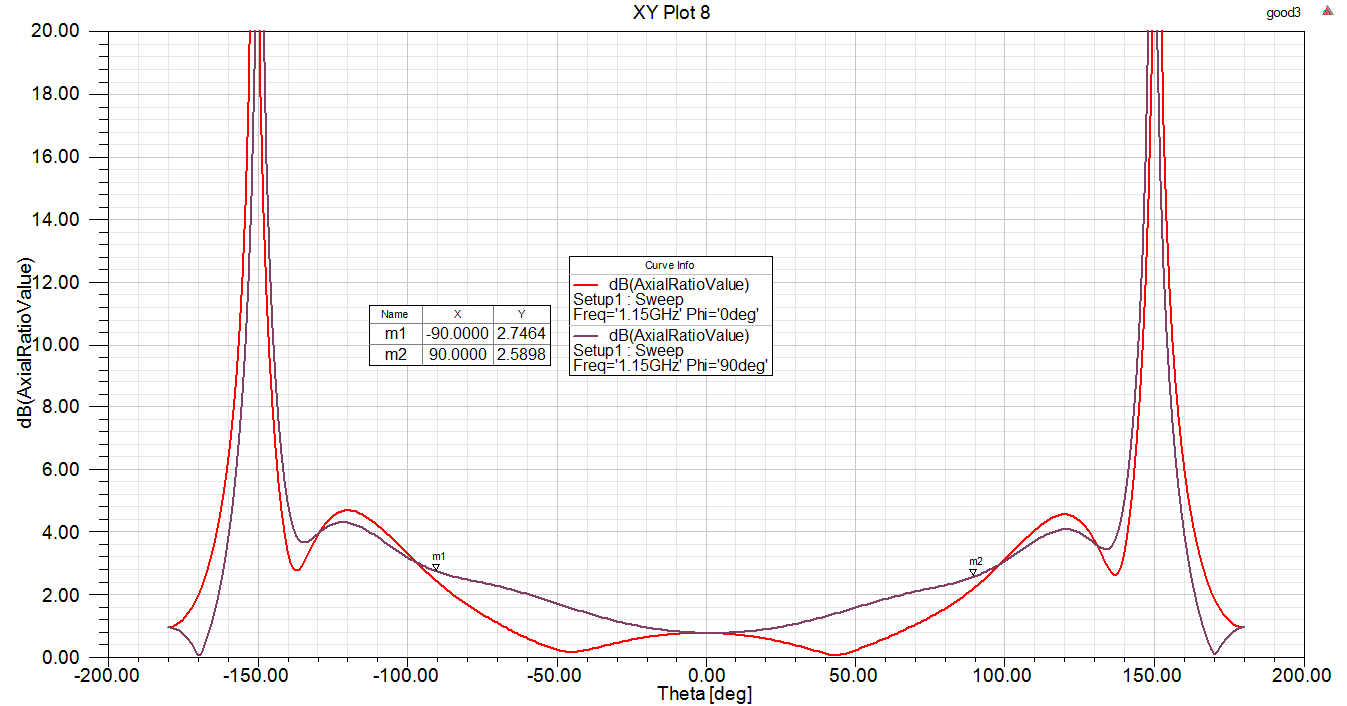 XY Plot 8
good3
20.00
18.00
16.00
14.00
12.00
10.00
8.00
6.00
4.00
2.00
0.00
dB(AxialRatioValue)
Curve Info
dB(AxialRatioValue)
Setup1 : Sweep
Freq='1.15GHz' Phi='0deg'
dB(AxialRatioValue)
Setup1 : Sweep
Freq='1.15GHz' Phi='90deg'
Name X Y
m1 -90.0000 2.7464
m2 90.0000 2.5898
m1
m2
-200.00 -150.00 -100.00 -50.00 0.00 50.00 100.00 150.00 200.00
Theta [deg]